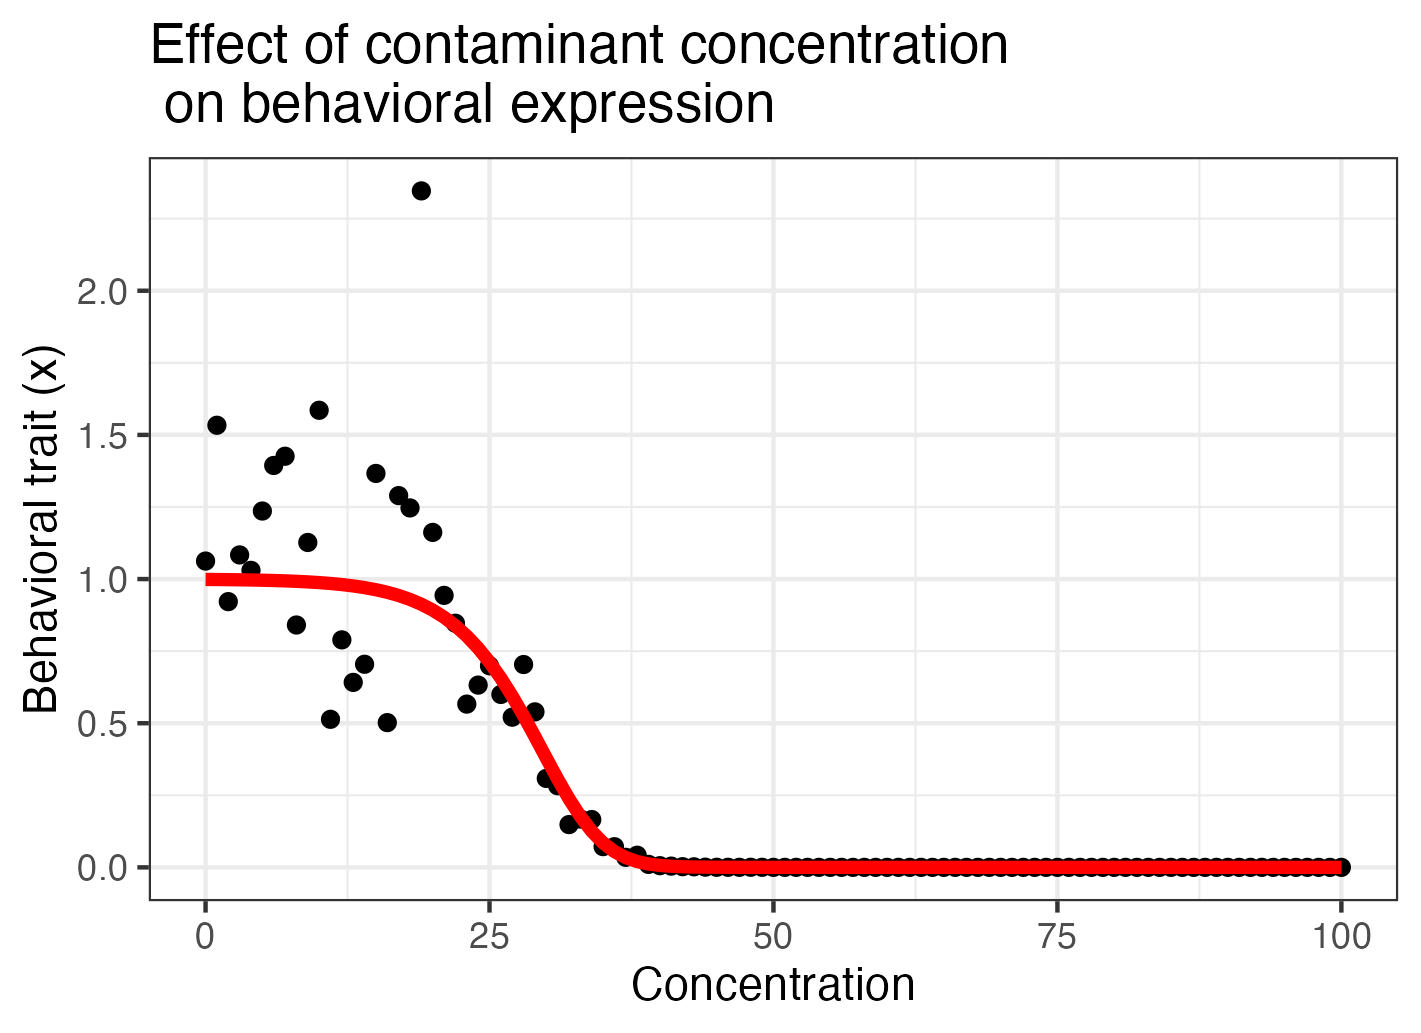 Effect of contaminant concentration
on behavioral expression
Behavioral trait (x)
2.0
1.5
1.0
0.5
0.0
0 25 50 75 100
Concentration